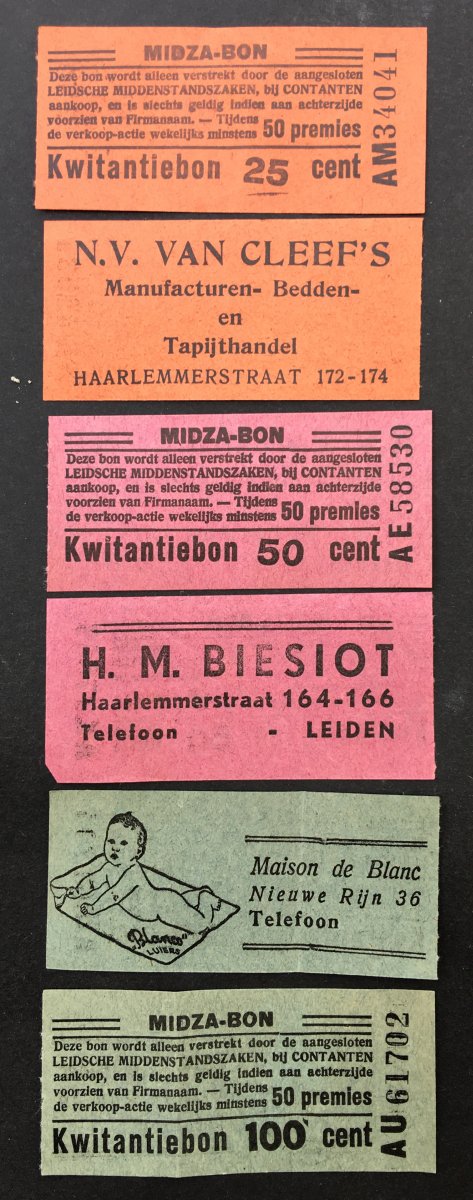 MIDZA-BON
Deze bon wordt alleen verstrekt door de aangesloten
LEIDSCHE MIDDENSTANDSZAKEN, bij CONTANTEN
aankoop, en is slechts geldig indien aan achterzijde
voorzien van Firmanaam. — Tijdens
de verkoop-actie wekelijks minstens 50 premies
Kwitantiebon 25 cent
AM34041
N.V. VAN CLEEF'S
Manufacturen- Bedden-
en
Tapijthandel
HAARLEMMERSTRAAT 172-174
MIDZA-BON
Deze bon wordt alleen verstrekt door de aangesloten
LEIDSCHE MIDDENSTANDSZAKEN, bij CONTANTEN
aankoop, en is slechts geldig indien aan achterzijde
voorzien van Firmanaam. — Tijdens
de verkoop-actie wekelijks minstens 50 premies
Kwitantiebon 50 cent
AE58530
H. M. BIESIOT
Haarlemmerstraat 164-166
Telefoon - LEIDEN
Maison de Blanc
Nieuwe Rijn 36
Telefoon
„Blanco"
LUIERS
MIDZA-BON
Deze bon wordt alleen verstrekt door de aangesloten
LEIDSCHE MIDDENSTANDSZAKEN, bij CONTANTEN
aankoop, en is slechts geldig indien aan achterzijde
voorzien van Firmanaam. — Tijdens
de verkoop-actie wekelijks minstens 50 premies
Kwitantiebon 100 cent
AU61702